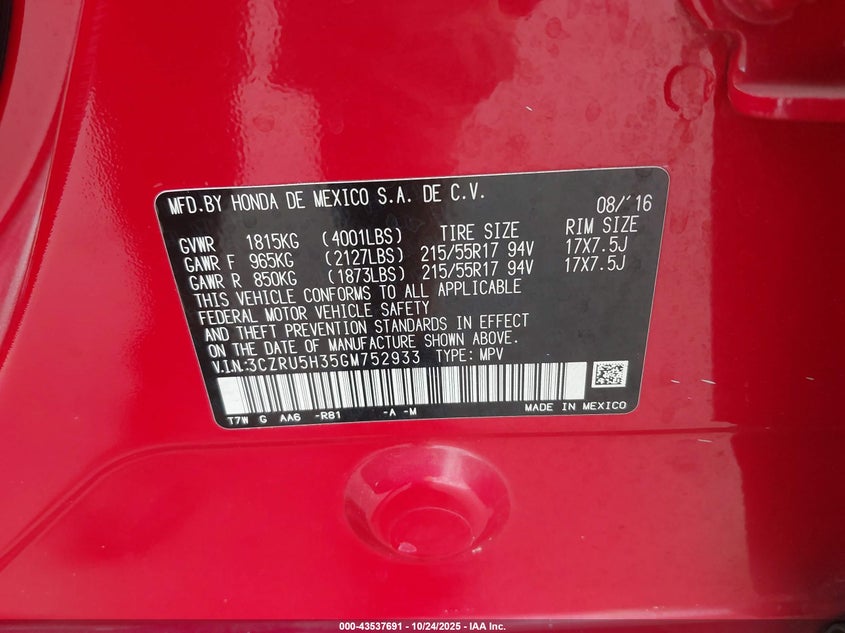 MFD.BY HONDA DE MEXICO S.A. DE C.V. 08/'16
TIRE SIZE RIM SIZE
GVWR 1815KG (4001LBS)
GAWR F 965KG (2127LBS) 215/55R17 94V 17X7.5J
GAWR R 850KG (1873LBS) 215/55R17 94V 17X7.5J
THIS VEHICLE CONFORMS TO ALL APPLICABLE
FEDERAL MOTOR VEHICLE SAFETY
AND THEFT PREVENTION STANDARDS IN EFFECT
ON THE DATE OF MANUFACTURE SHOWN ABOVE.
V.I.N.:3CZRU5H35GM752933 TYPE: MPV
T7W G AA6 -R81 -A -M MADE IN MEXICO
000-43537691 - 10/24/2025 - IAA Inc.